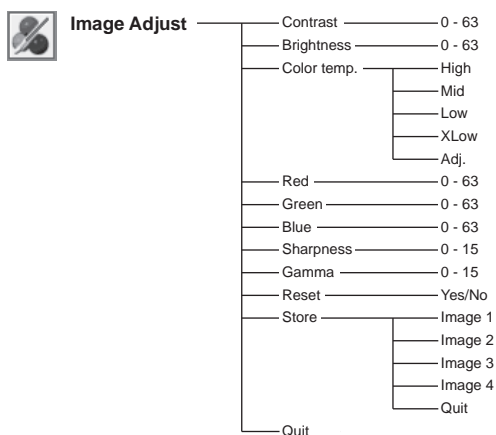 Image Adjust Contrast 0 - 63
Brightness 0 - 63
Color temp. High
Mid
Low
XLow
Adj.
Red 0 - 63
Green 0 - 63
Blue 0 - 63
Sharpness 0 - 15
Gamma 0 - 15
Reset Yes/No
Store Image 1
Image 2
Image 3
Image 4
Quit
Quit